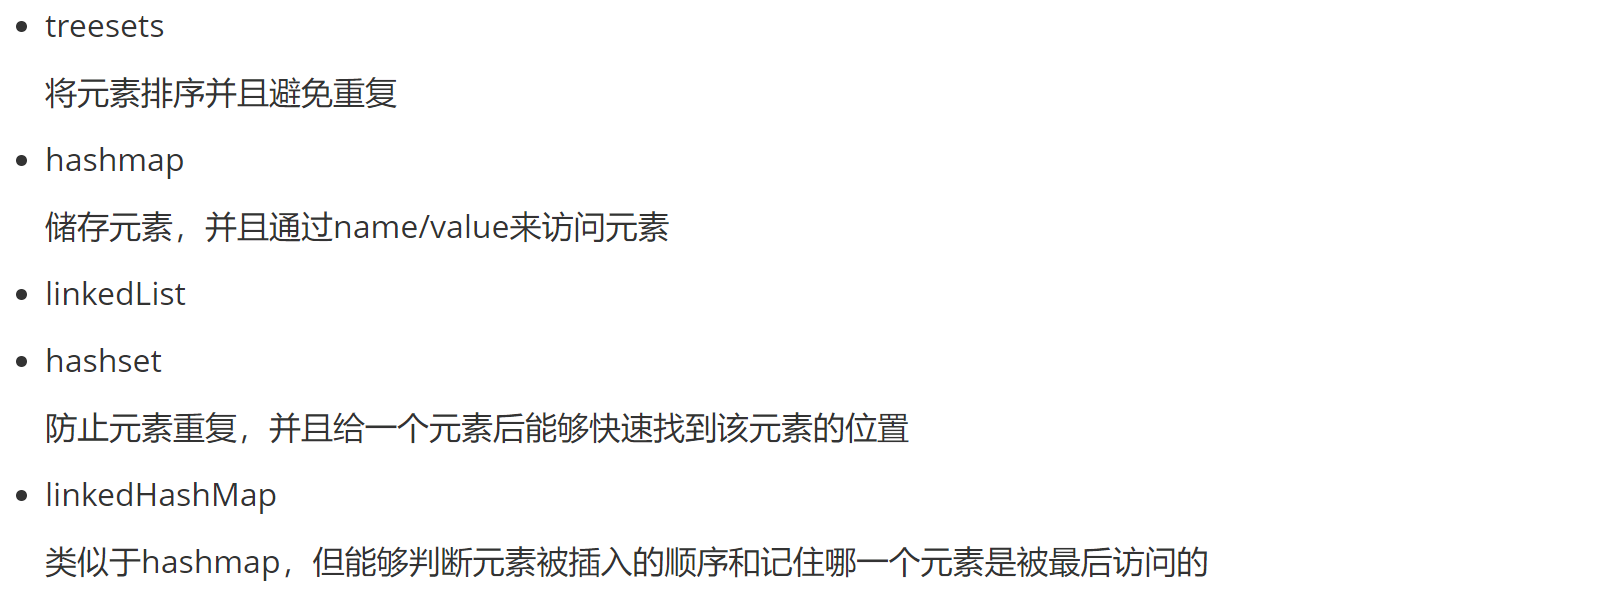 treesets
将元素排序并且避免重复
hashmap
储存元素，并且通过name/value来访问元素
linkedList
hashset
防止元素重复，并且给一个元素后能够快速找到该元素的位置
linkedHashMap
类似于hashmap，但能够判断元素被插入的顺序和记住哪一个元素是被最后访问的